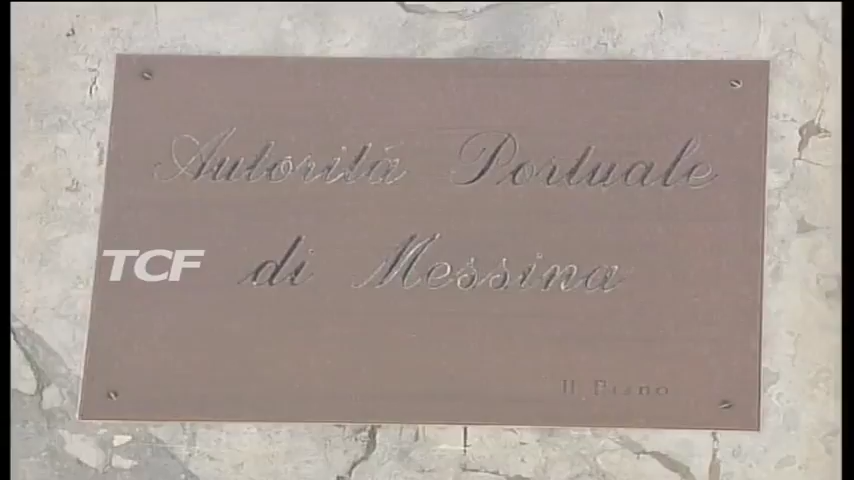 Autorità Portuale
TCF di Messina
II Piano